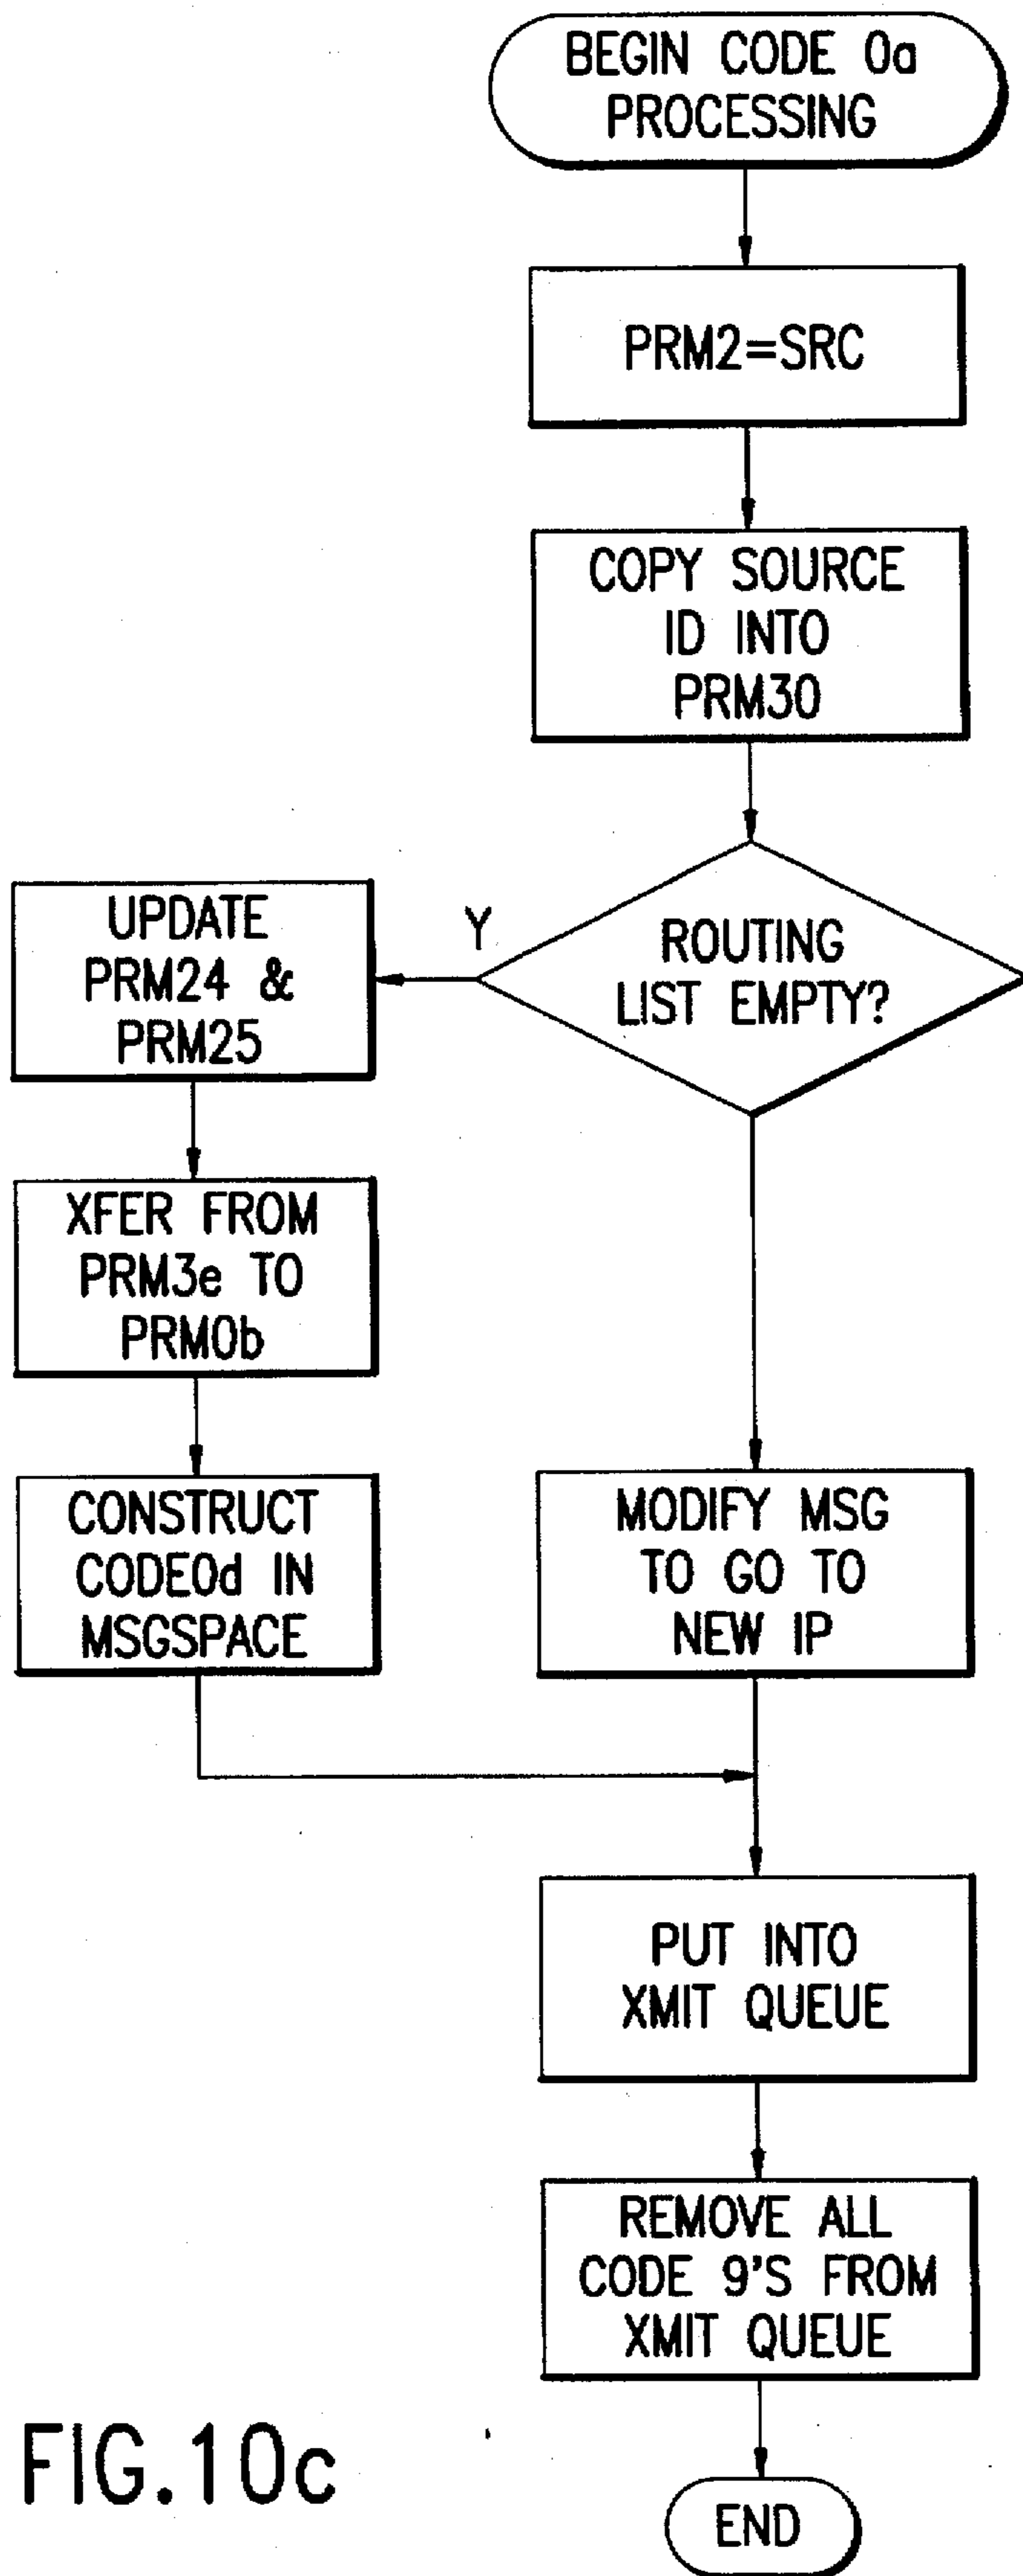 BEGIN CODE 0a
PROCESSING
PRM2=SRC
COPY SOURCE
ID INTO
PRM30
ROUTING
LIST EMPTY?
Y
UPDATE
PRM24 &
PRM25
XFER FROM
PRM3e TO
PRM0b
CONSTRUCT
CODE0d IN
MSGSPACE
MODIFY MSG
TO GO TO
NEW IP
PUT INTO
XMIT QUEUE
REMOVE ALL
CODE 9'S FROM
XMIT QUEUE
END
FIG.10c